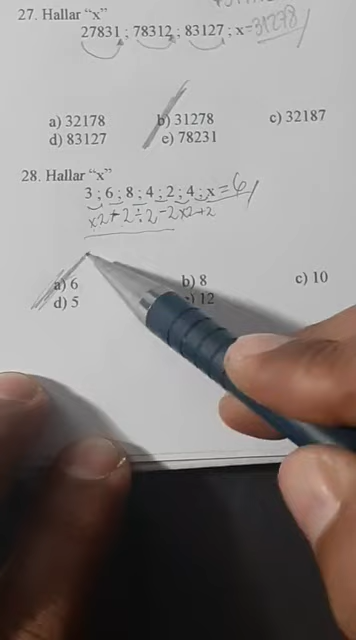 27. Hallar "x"
27831 ; 78312 ; 83127 ; x=31278
a) 32178 b) 31278 c) 32187
d) 83127 e) 78231
28. Hallar "x"
3 ; 6 ; 8 ; 4 ; 2 ; 4 ; x = 6
x2 + 2 ÷ 2 - 2 x2 + 2
a) 6 b) 8 c) 10
d) 5 12